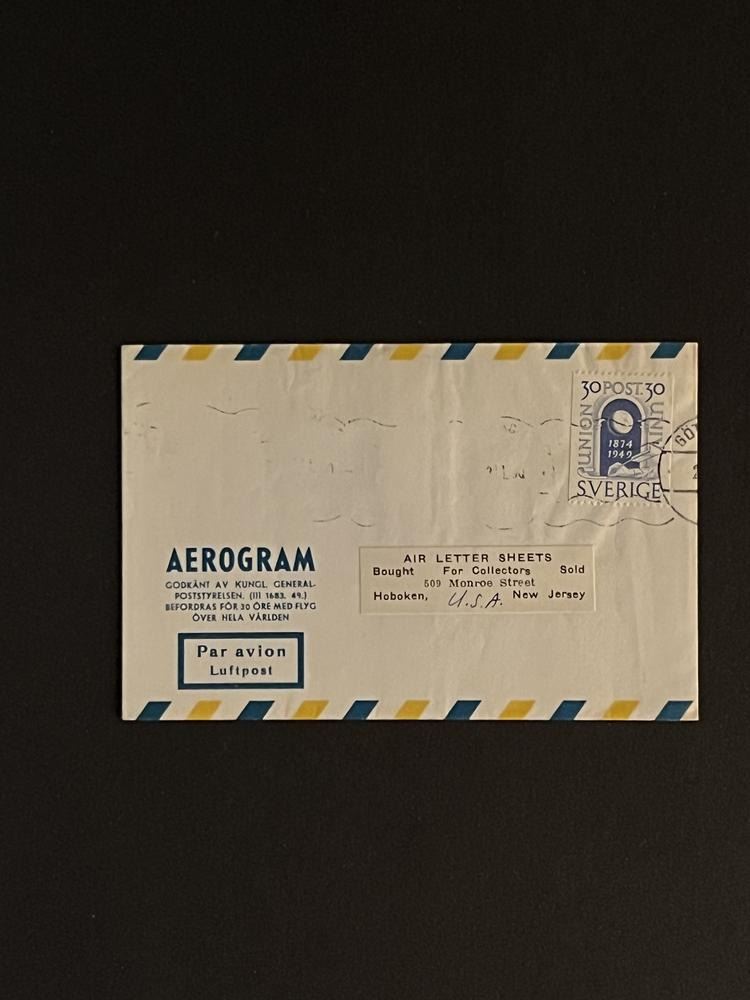 30 POST. 30
UNION
UNIV
1874
1949
SVERIGE
GÖT
AEROGRAM
GODKÄNT AV KUNGL. GENERAL-
POSTSTYRELSEN. (III 1683. 49.)
BEFORDRAS FÖR 30 ÖRE MED FLYG
ÖVER HELA VÄRLDEN
Par avion
Luftpost
AIR LETTER SHEETS
Bought For Collectors Sold
509 Monroe Street
Hoboken, U.S.A. New Jersey